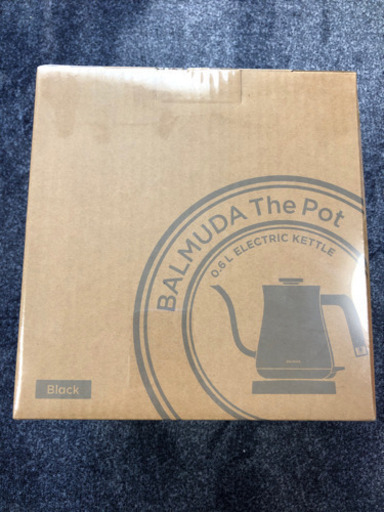 BALMUDA The Pot
0.6 L ELECTRIC KETTLE
Black